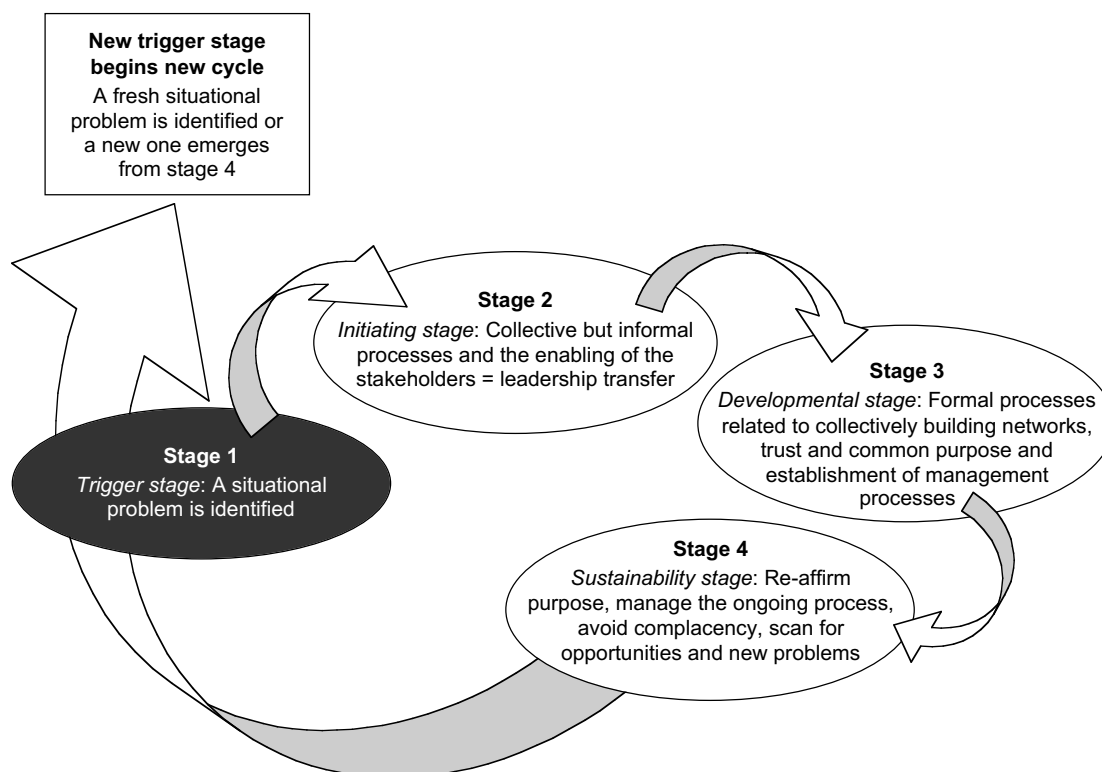 New trigger stage
begins new cycle
A fresh situational
problem is identified or
a new one emerges
from stage 4
Stage 1
Trigger stage: A situational
problem is identified
Stage 2
Initiating stage: Collective but informal
processes and the enabling of the
stakeholders = leadership transfer
Stage 3
Developmental stage: Formal processes
related to collectively building networks,
trust and common purpose and
establishment of management
processes
Stage 4
Sustainability stage: Re-affirm
purpose, manage the ongoing process,
avoid complacency, scan for
opportunities and new problems